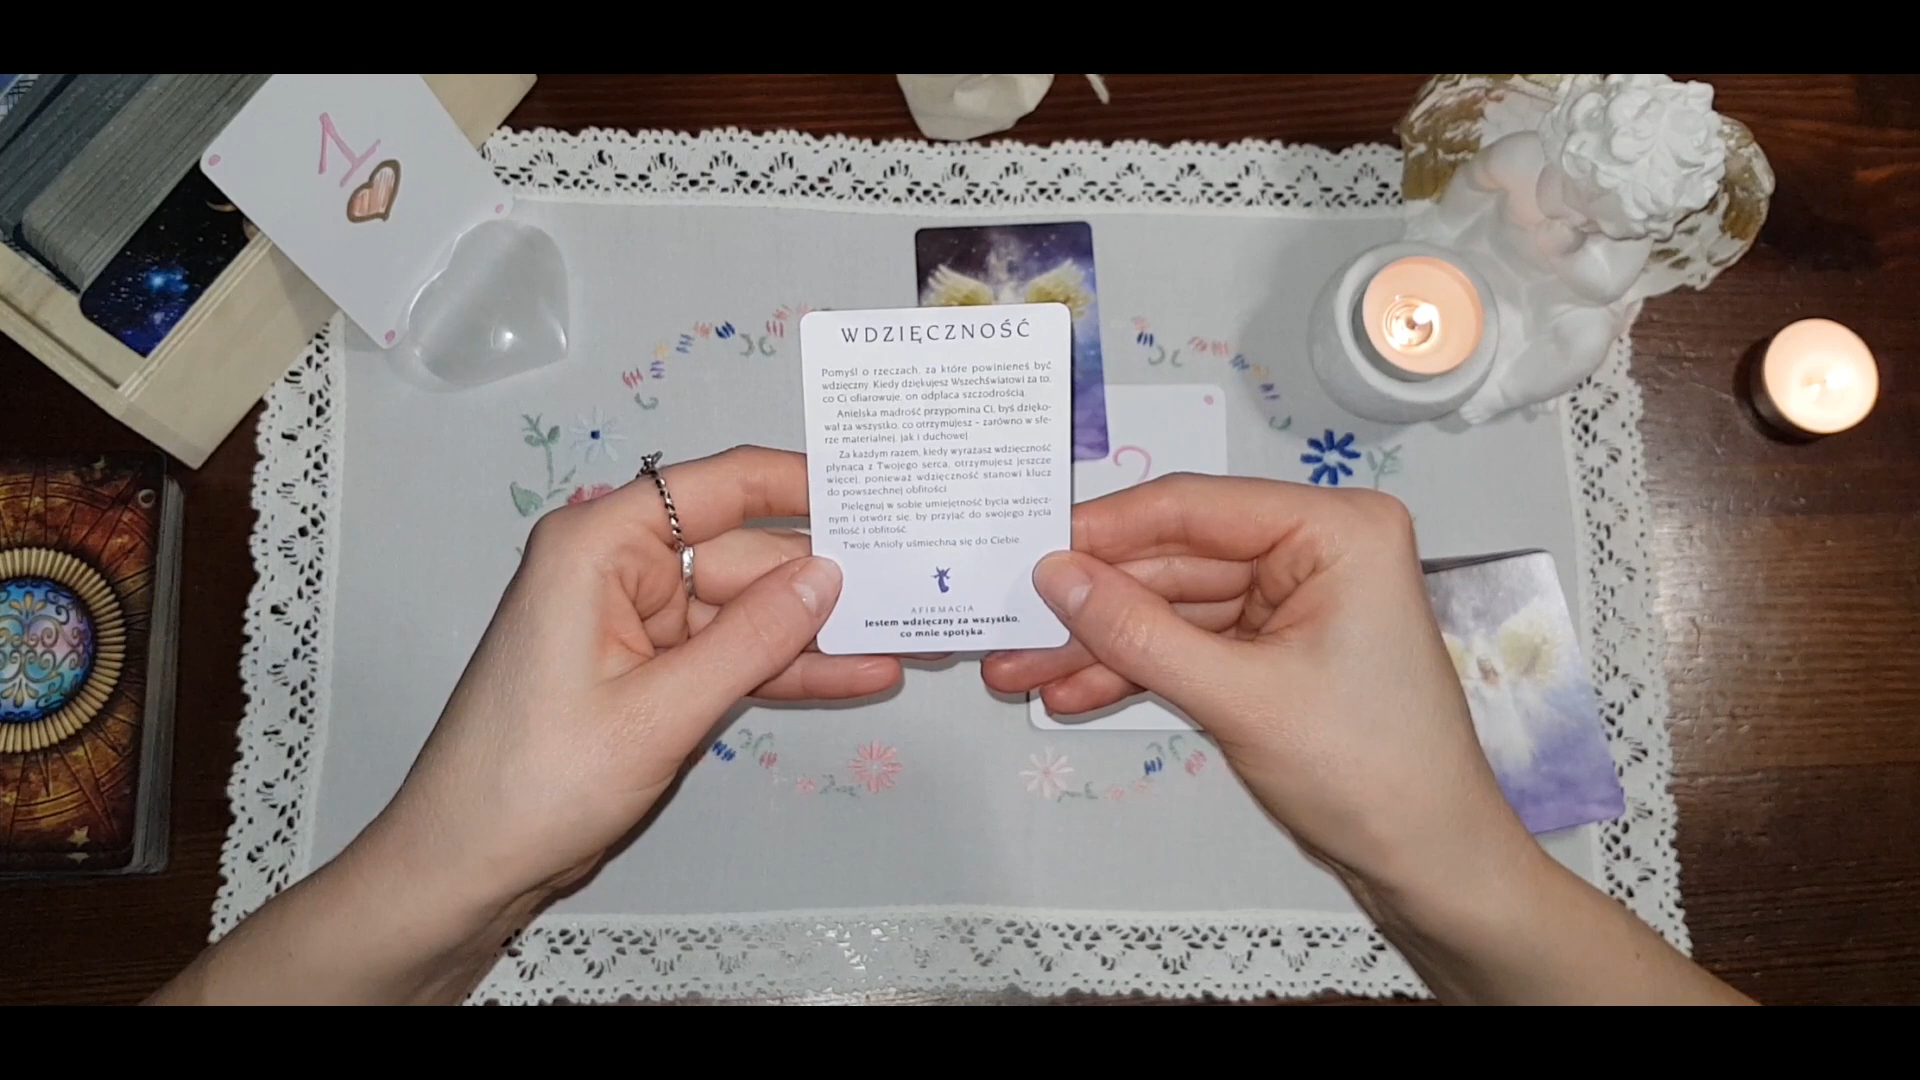 1
WDZIĘCZNOŚĆ
Pomyśl o rzeczach, za które powinieneś być
wdzięczny. Kiedy dziękujesz Wszechświatowi za to,
co Ci ofiarowuje, on odpłaca szczodrością.
Anielska mądrość przypomina Ci, byś dzięko-
wał za wszystko, co otrzymujesz – zarówno w sfe-
rze materialnej, jak i duchowej.
Za każdym razem, kiedy wyrażasz wdzięczność
płynącą z Twojego serca, otrzymujesz jeszcze
więcej, ponieważ wdzięczność stanowi klucz
do powszechnej obfitości.
Pielęgnuj w sobie umiejętność bycia wdzięcz-
nym i otwórz się, by przyjąć do swojego życia
miłość i obfitość.
Twoje Anioły uśmiechną się do Ciebie.
AFIRMACJA
Jestem wdzięczny za wszystko,
co mnie spotyka.
2